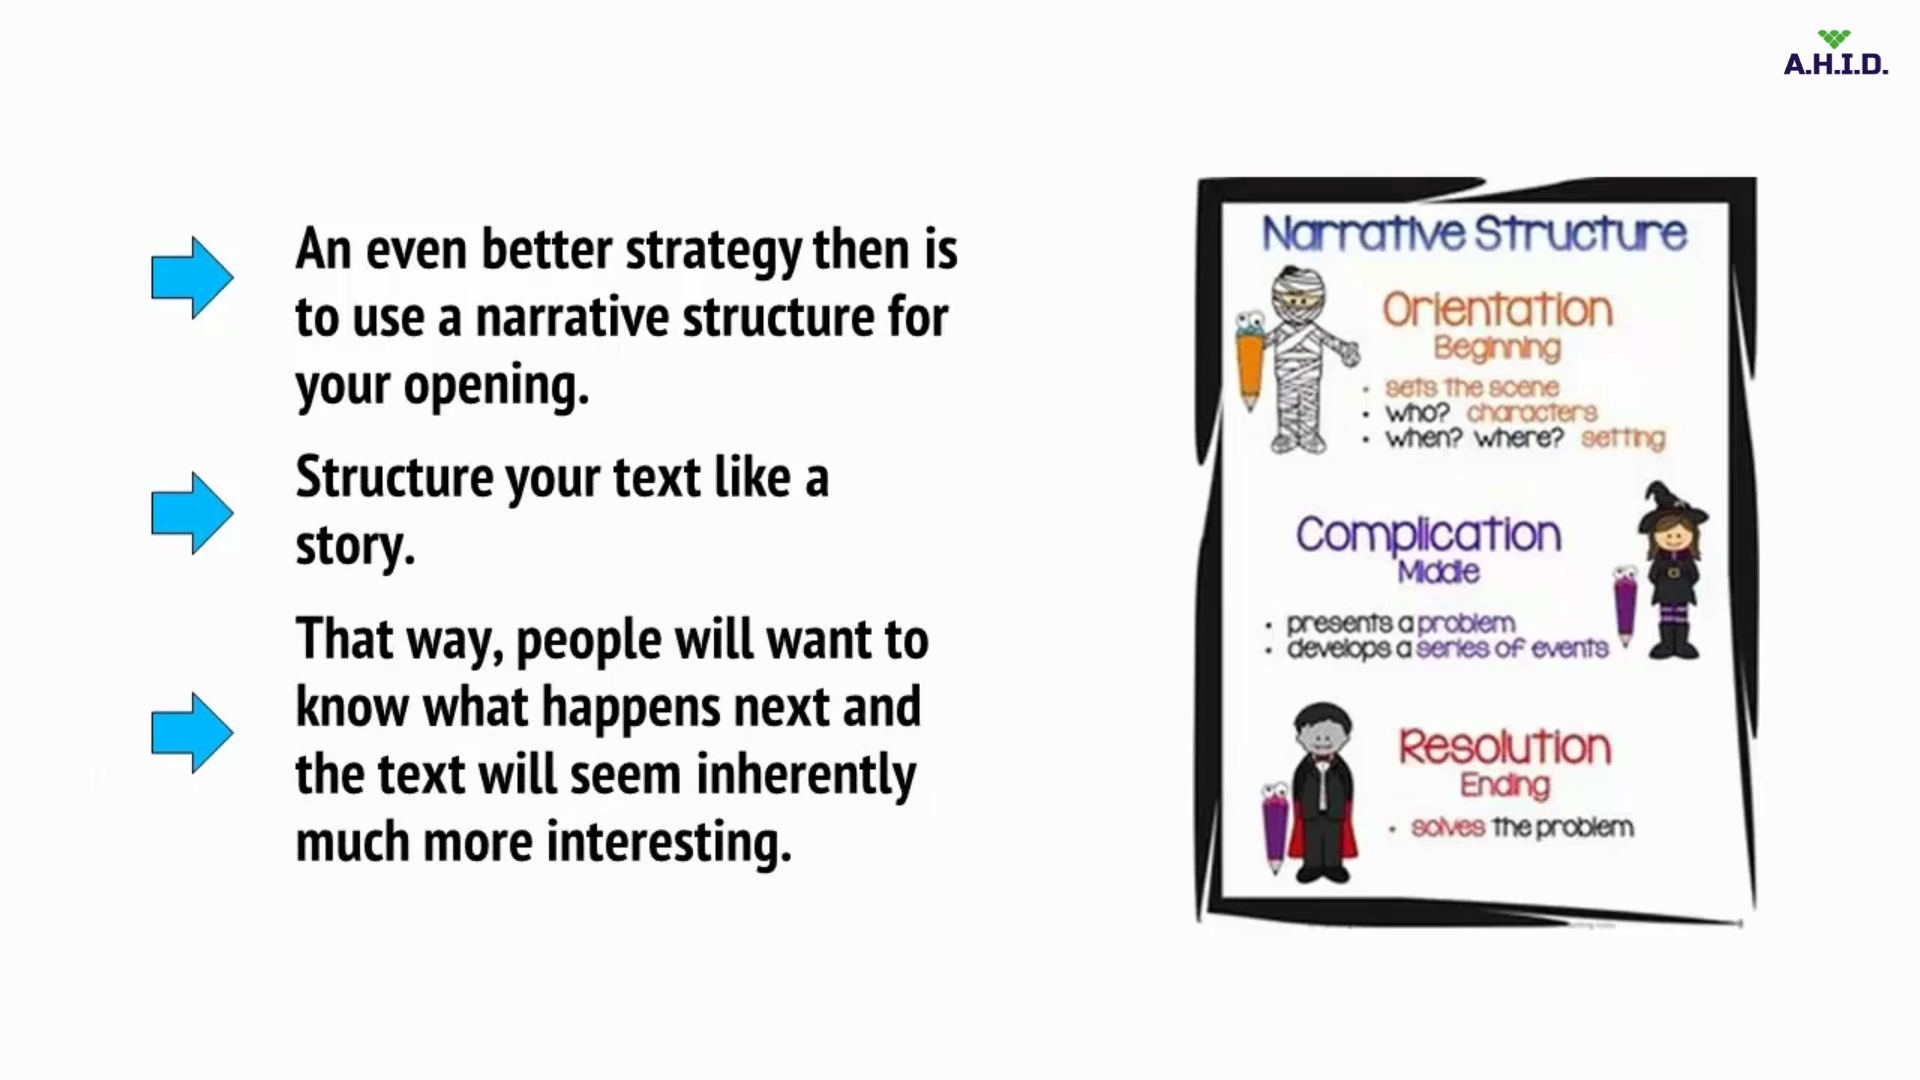 A.H.I.D.
An even better strategy then is
to use a narrative structure for
your opening.
Structure your text like a
story.
That way, people will want to
know what happens next and
the text will seem inherently
much more interesting.
Narrative Structure
Orientation
Beginning
• sets the scene
• who? characters
• when? where? setting
Complication
Middle
• presents a problem
• develops a series of events
Resolution
Ending
• solves the problem